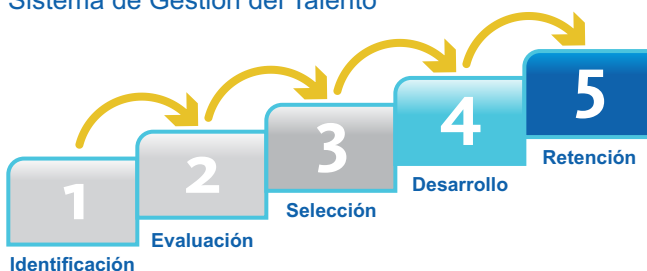 Sistema de Gestión del Talento
1
Identificación
2
Evaluación
3
Selección
4
Desarrollo
5
Retención